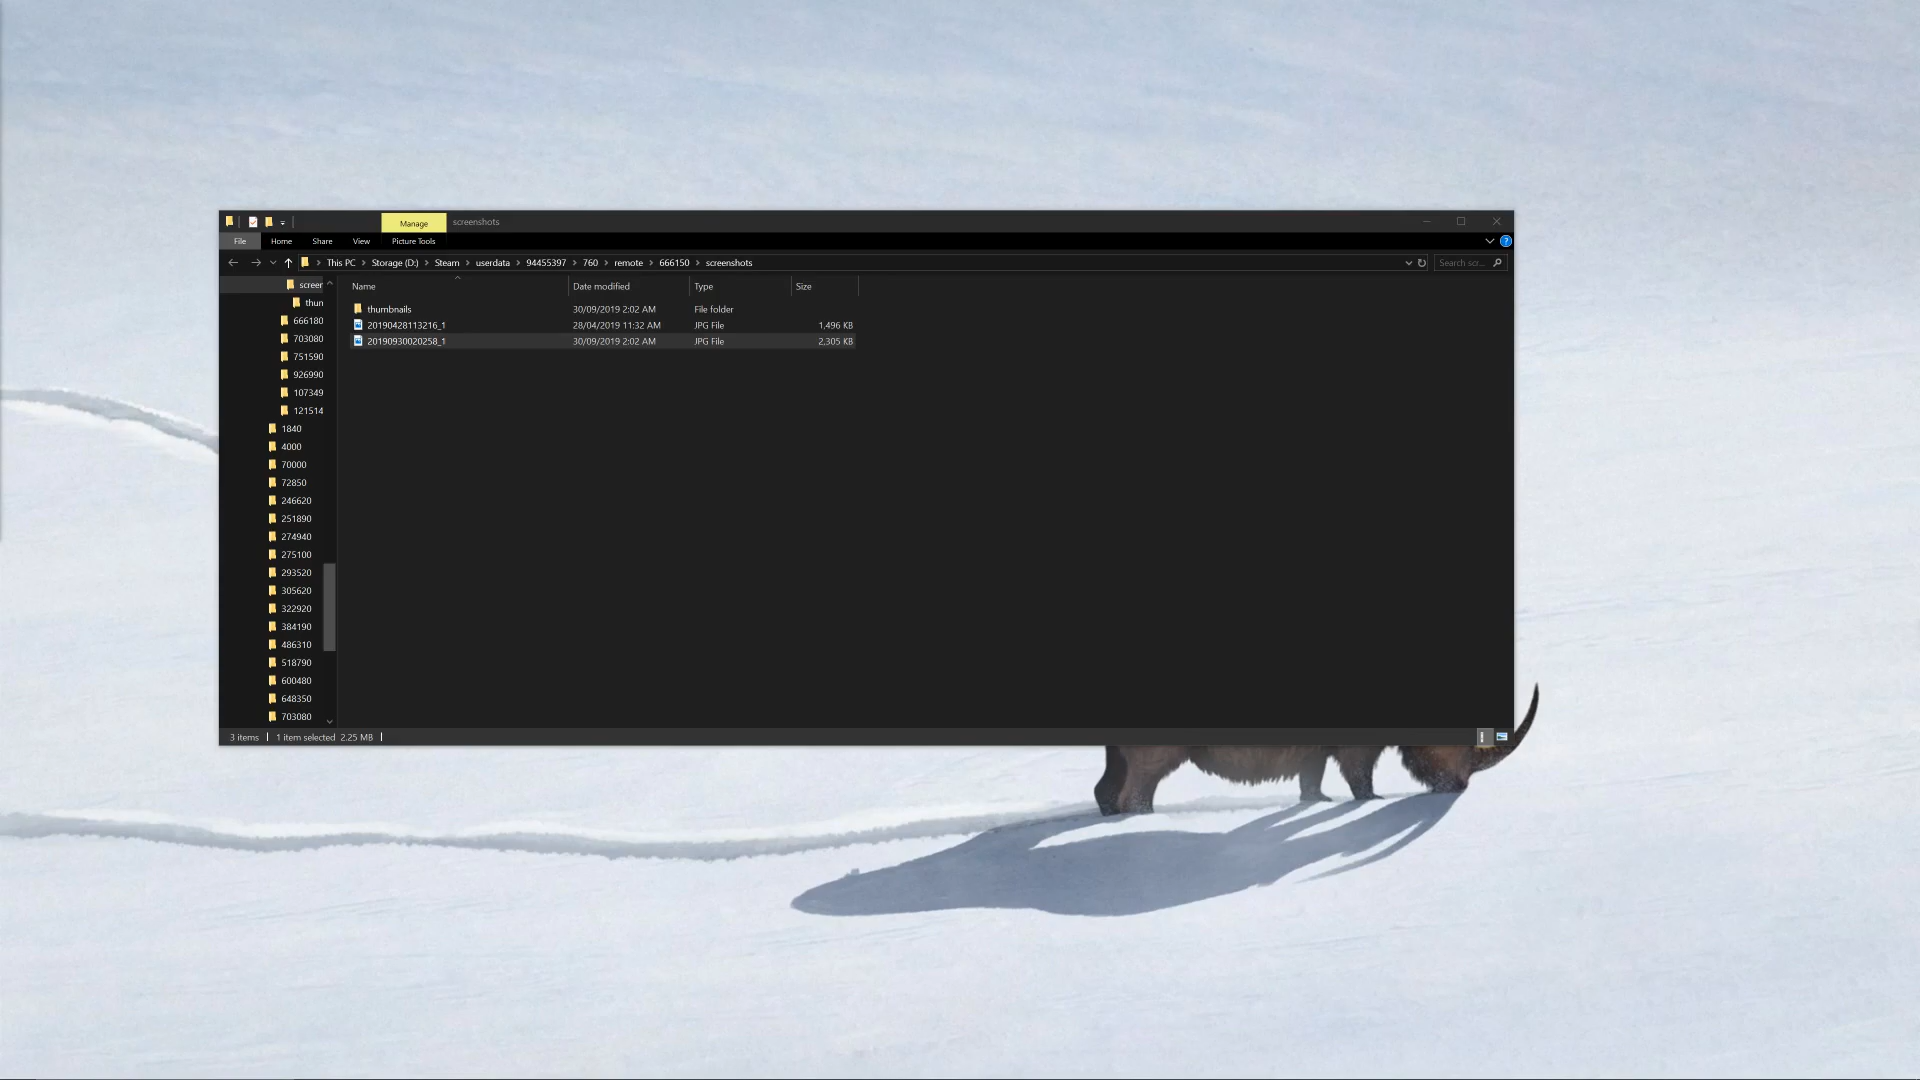 Manage screenshots
File Home Share View Picture Tools
This PC > Storage (D:) > Steam > userdata > 94455397 > 760 > remote > 666150 > screenshots Search scr...
Name Date modified Type Size
thumbnails 30/09/2019 2:02 AM File folder
20190428113216_1 28/04/2019 11:32 AM JPG File 1,496 KB
20190930020258_1 30/09/2019 2:02 AM JPG File 2,305 KB
screer
thun
666180
703080
751590
926990
107349
121514
1840
4000
70000
72850
246620
251890
274940
275100
293520
305620
322920
384190
486310
518790
600480
648350
703080
3 items 1 item selected 2.25 MB